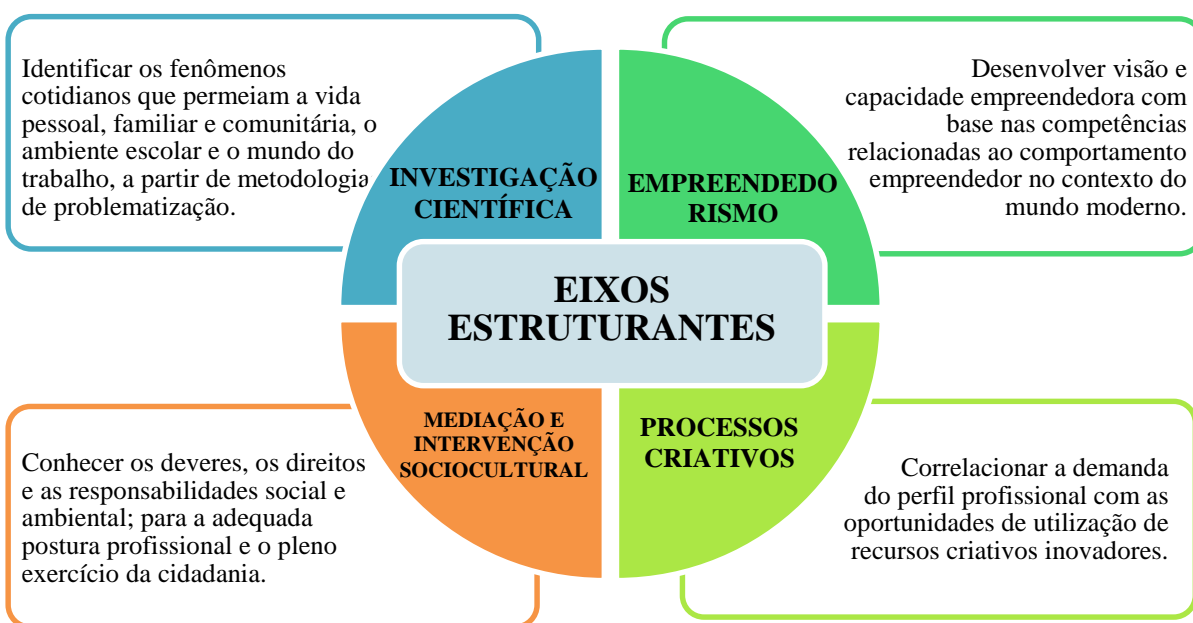 Identificar os fenômenos
cotidianos que permeiam a vida
pessoal, familiar e comunitária, o
ambiente escolar e o mundo do
trabalho, a partir de metodologia
de problematização.
INVESTIGAÇÃO
CIENTÍFICA
EMPREENDEDO
RISMO
Desenvolver visão e
capacidade empreendedora com
base nas competências
relacionadas ao comportamento
empreendedor no contexto do
mundo moderno.
EIXOS
ESTRUTURANTES
Conhecer os deveres, os direitos
e as responsabilidades social e
ambiental; para a adequada
postura profissional e o pleno
exercício da cidadania.
MEDIAÇÃO E
INTERVENÇÃO
SOCIOCULTURAL
PROCESSOS
CRIATIVOS
Correlacionar a demanda
do perfil profissional com as
oportunidades de utilização de
recursos criativos inovadores.